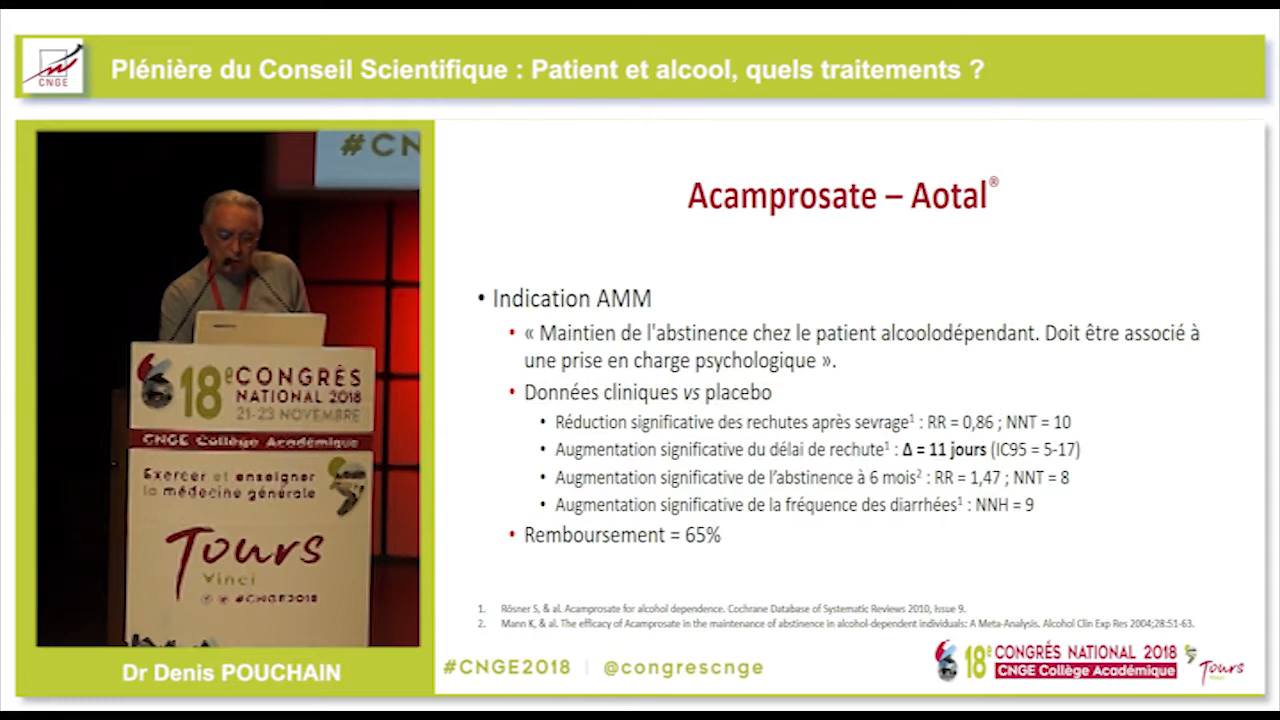 CNGE
Plénière du Conseil Scientifique : Patient et alcool, quels traitements ?
#CN
18e CONGRÈS
NATIONAL 2018
21-23 NOVEMBRE
CNGE Collège Académique
Exercer et enseigner
la médecine générale
Tours
Vinci
#CNGE2018
Dr Denis POUCHAIN
Acamprosate – Aotal®
• Indication AMM
• « Maintien de l'abstinence chez le patient alcoolodépendant. Doit être associé à
une prise en charge psychologique ».
• Données cliniques vs placebo
• Réduction significative des rechutes après sevrage¹ : RR = 0,86 ; NNT = 10
• Augmentation significative du délai de rechute¹ : Δ = 11 jours (IC95 = 5-17)
• Augmentation significative de l'abstinence à 6 mois² : RR = 1,47 ; NNT = 8
• Augmentation significative de la fréquence des diarrhées¹ : NNH = 9
• Remboursement = 65%
1. Rösner S, & al. Acamprosate for alcohol dependence. Cochrane Database of Systematic Reviews 2010, Issue 9.
2. Mann K, & al. The efficacy of Acamprosate in the maintenance of abstinence in alcohol-dependent individuals: A Meta-Analysis. Alcohol Clin Exp Res 2004;28:51-63.
#CNGE2018 | @congrescnge
18e CONGRÈS NATIONAL 2018
CNGE Collège Académique
Tours
Vinci